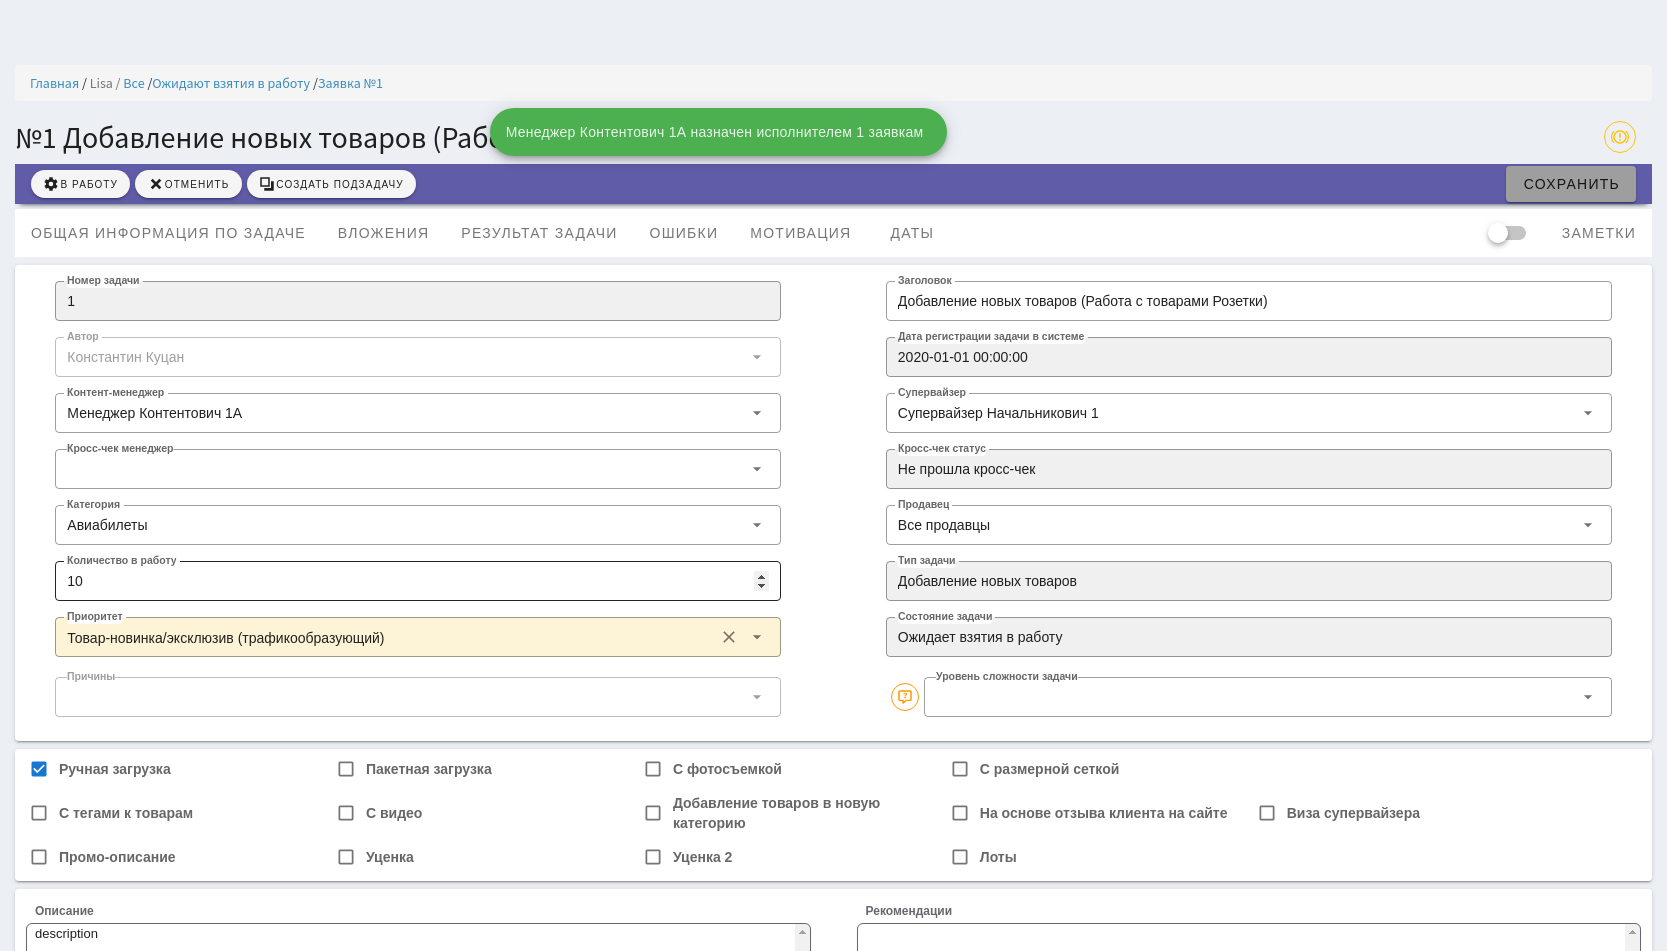 Главная / Lisa / Все /Ожидают взятия в работу /Заявка №1
№1 Добавление новых товаров (Рабо
Менеджер Контентович 1А назначен исполнителем 1 заявкам
В РАБОТУ ОТМЕНИТЬ СОЗДАТЬ ПОДЗАДАЧУ СОХРАНИТЬ
ОБЩАЯ ИНФОРМАЦИЯ ПО ЗАДАЧЕ ВЛОЖЕНИЯ РЕЗУЛЬТАТ ЗАДАЧИ ОШИБКИ МОТИВАЦИЯ ДАТЫ ЗАМЕТКИ
Номер задачи Заголовок
1 Добавление новых товаров (Работа с товарами Розетки)
Автор Дата регистрации задачи в системе
Константин Куцан 2020-01-01 00:00:00
Контент-менеджер Супервайзер
Менеджер Контентович 1А Супервайзер Начальникович 1
Кросс-чек менеджер Кросс-чек статус
Не прошла кросс-чек
Категория Продавец
Авиабилеты Все продавцы
Количество в работу Тип задачи
10 Добавление новых товаров
Приоритет Состояние задачи
Товар-новинка/эксклюзив (трафикообразующий) Ожидает взятия в работу
Причины Уровень сложности задачи
Ручная загрузка Пакетная загрузка С фотосъемкой С размерной сеткой
С тегами к товарам С видео Добавление товаров в новую категорию На основе отзыва клиента на сайте Виза супервайзера
Промо-описание Уценка Уценка 2 Лоты
Описание Рекомендации
description